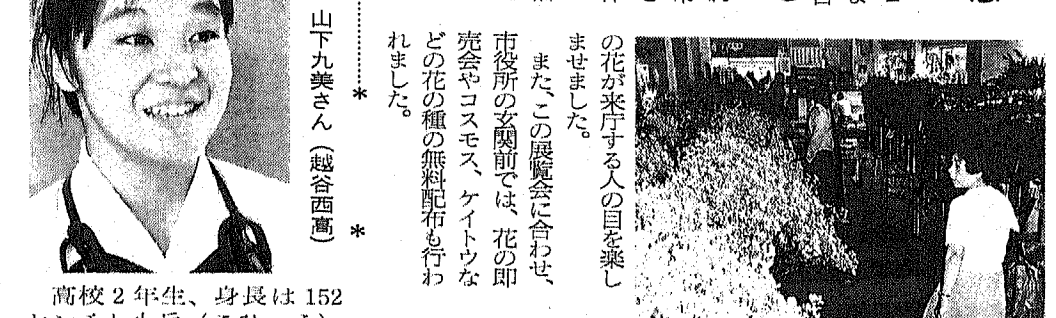 の花が来庁する人の目を楽し
ませました。
また、この展覧会に合わせ、
市役所の玄関前では、花の即
売会やコスモス、ケイトウな
どの花の種の無料配布も行わ
れました。
＊　＊
山下九美さん（越谷西高）
高校２年生、身長は152